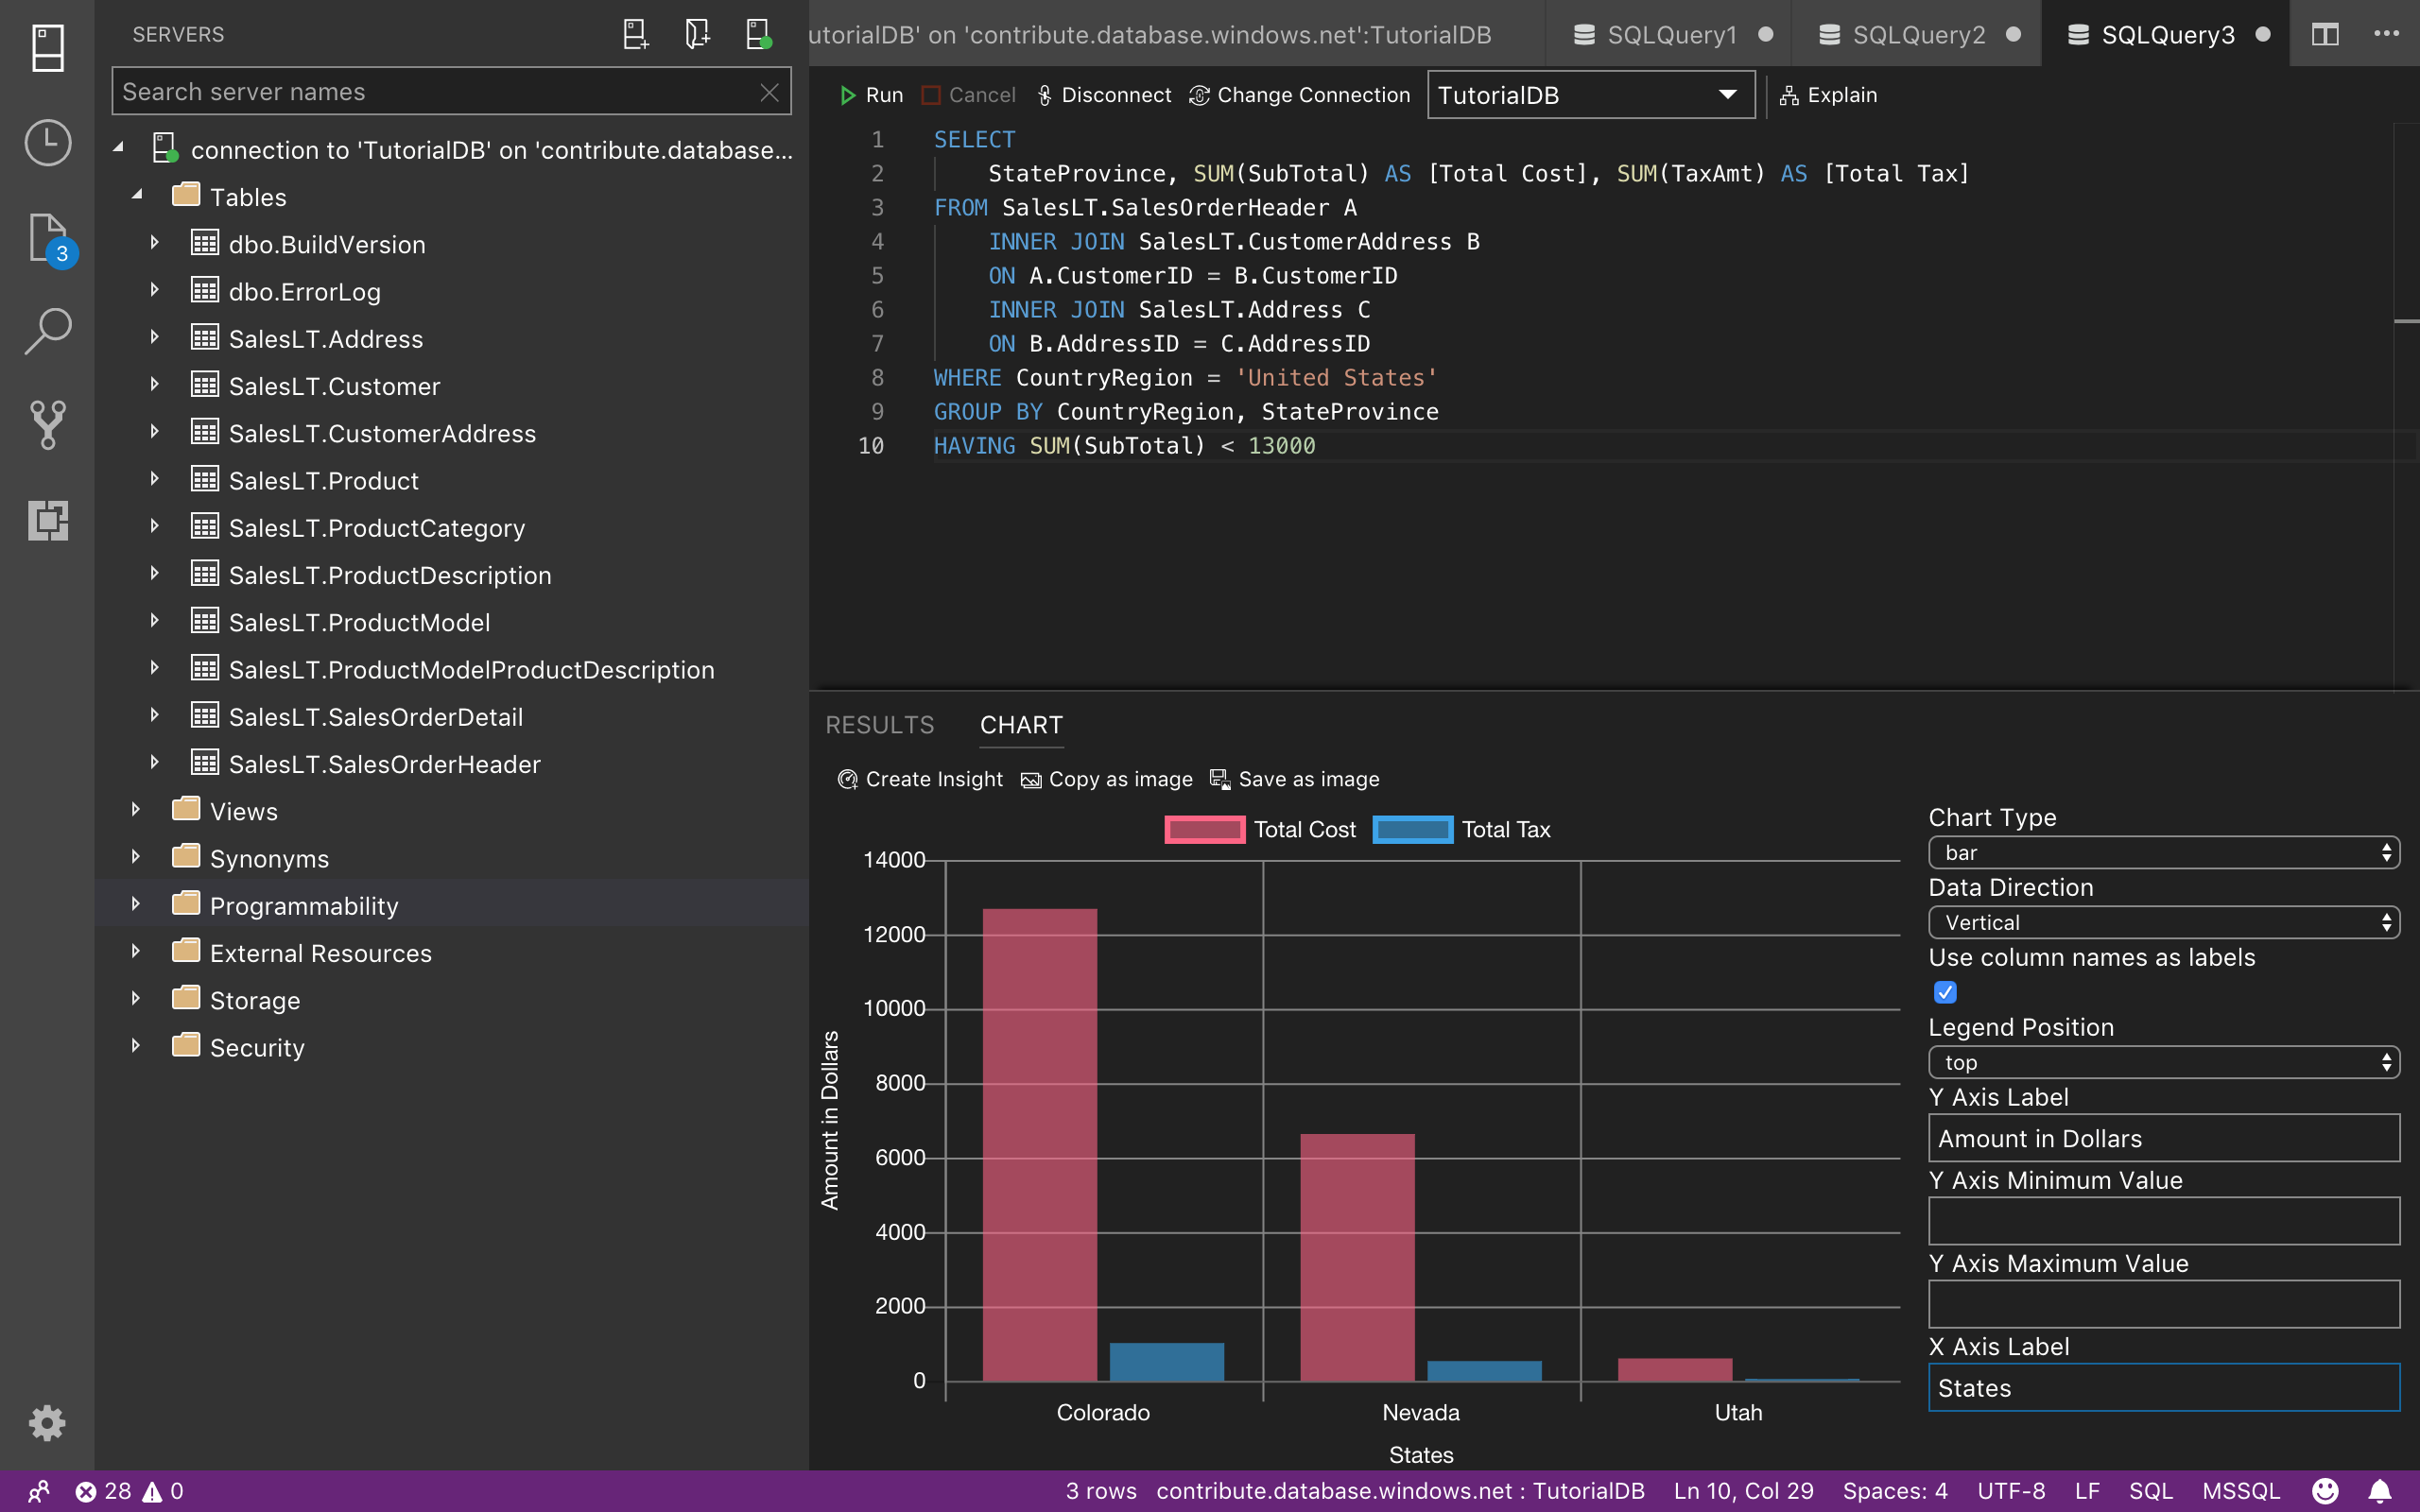 SERVERS
Search server names
connection to 'TutorialDB' on 'contribute.database...
Tables
dbo.BuildVersion
dbo.ErrorLog
SalesLT.Address
SalesLT.Customer
SalesLT.CustomerAddress
SalesLT.Product
SalesLT.ProductCategory
SalesLT.ProductDescription
SalesLT.ProductModel
SalesLT.ProductModelProductDescription
SalesLT.SalesOrderDetail
SalesLT.SalesOrderHeader
Views
Synonyms
Programmability
External Resources
Storage
Security
3
utorialDB' on 'contribute.database.windows.net':TutorialDB SQLQuery1 SQLQuery2 SQLQuery3
Run Cancel Disconnect Change Connection TutorialDB Explain
1 SELECT
2 StateProvince, SUM(SubTotal) AS [Total Cost], SUM(TaxAmt) AS [Total Tax]
3 FROM SalesLT.SalesOrderHeader A
4 INNER JOIN SalesLT.CustomerAddress B
5 ON A.CustomerID = B.CustomerID
6 INNER JOIN SalesLT.Address C
7 ON B.AddressID = C.AddressID
8 WHERE CountryRegion = 'United States'
9 GROUP BY CountryRegion, StateProvince
10 HAVING SUM(SubTotal) < 13000
RESULTS CHART
Create Insight Copy as image Save as image
Total Cost Total Tax
14000
12000
10000
8000
6000
4000
2000
0
Amount in Dollars
Colorado Nevada Utah
States
Chart Type
bar
Data Direction
Vertical
Use column names as labels
Legend Position
top
Y Axis Label
Amount in Dollars
Y Axis Minimum Value
Y Axis Maximum Value
X Axis Label
States
28 0 3 rows contribute.database.windows.net : TutorialDB Ln 10, Col 29 Spaces: 4 UTF-8 LF SQL MSSQL